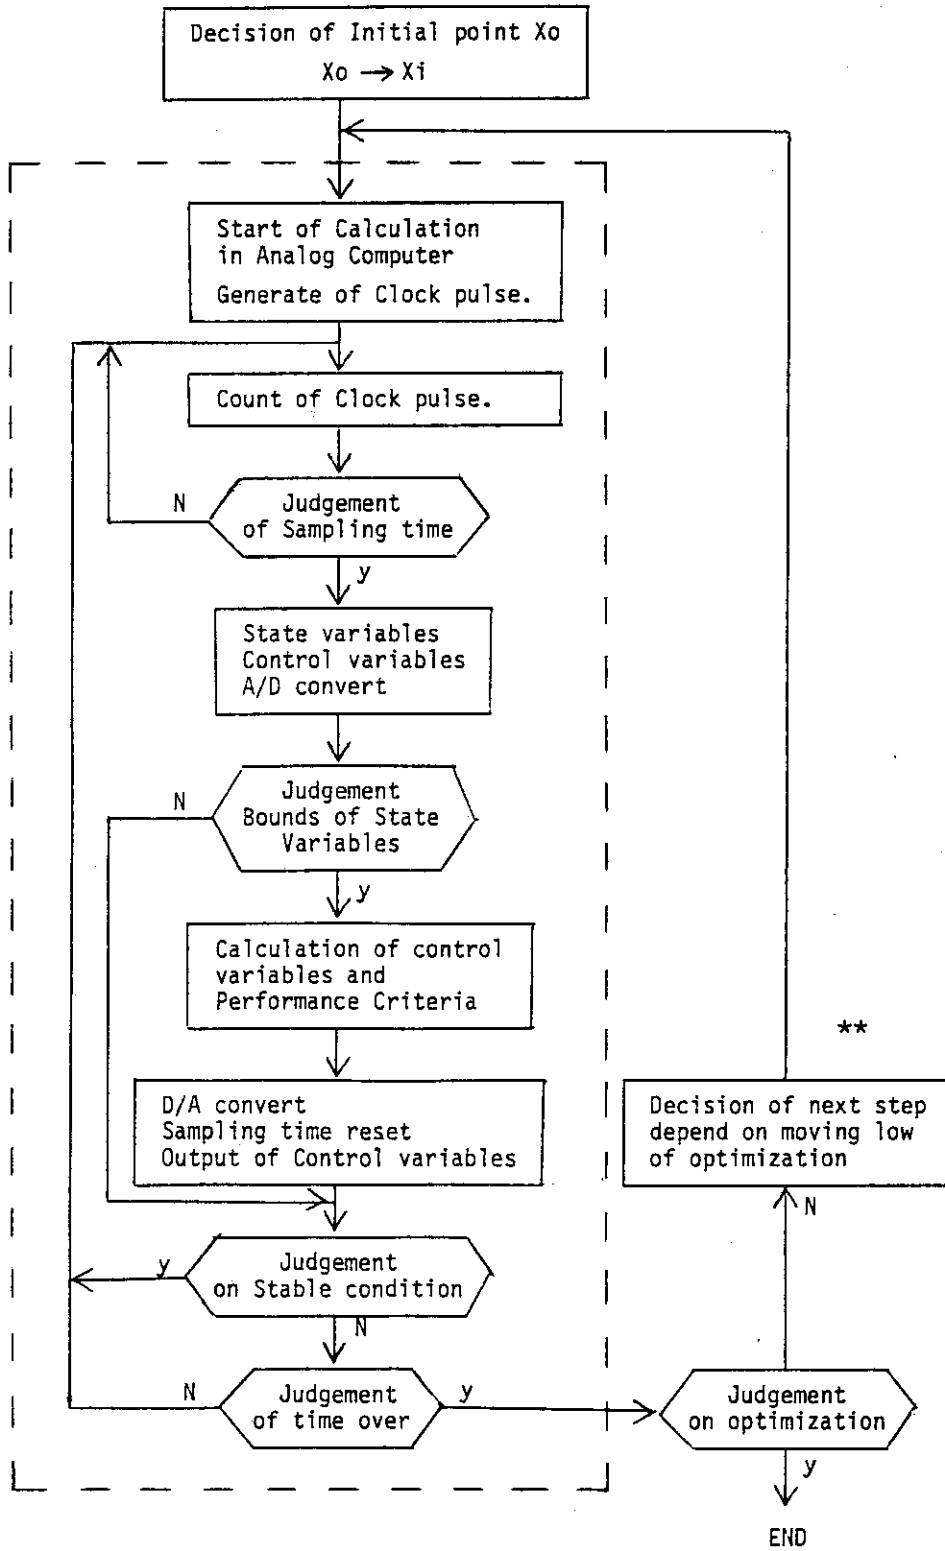 Decision of Initial point Xo
Xo → Xi
Start of Calculation
in Analog Computer
Generate of Clock pulse.
Count of Clock pulse.
N
Judgement
of Sampling time
y
State variables
Control variables
A/D convert
N
Judgement
Bounds of State
Variables
y
Calculation of control
variables and
Performance Criteria
**
D/A convert
Sampling time reset
Output of Control variables
Decision of next step
depend on moving low
of optimization
N
y
Judgement
on Stable condition
N
N
Judgement
of time over
y
Judgement
on optimization
y
END